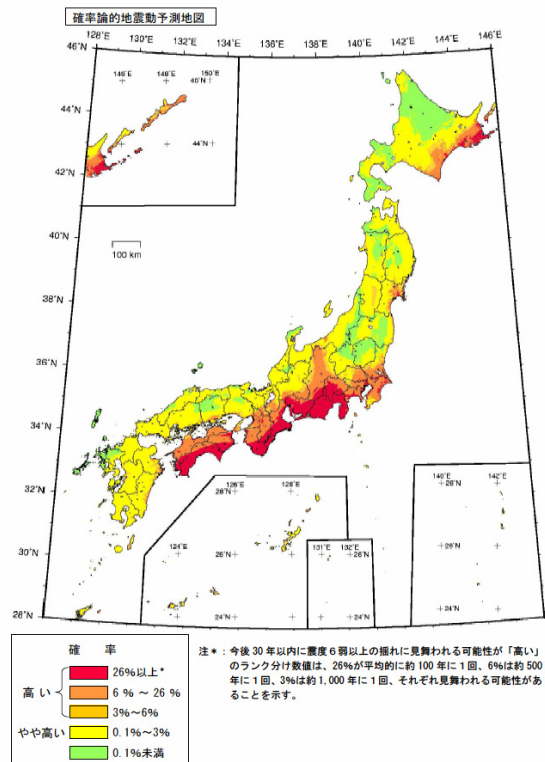 確率論的地震動予測地図
128˚E 130˚E 132˚E 134˚E 136˚E 138˚E 140˚E 142˚E 144˚E 146˚E
46˚N
146˚E 148˚E 150˚E
46˚N
44˚N
44˚N
42˚N
40˚N
100 km
38˚N
36˚N
34˚N
32˚N
126˚E 128˚E
28˚N
140˚E 142˚E
28˚N
30˚N
124˚E
26˚N
131˚E 132˚E
26˚N
26˚N
28˚N
24˚N
24˚N
確 率
高い
26%以上*
6%～26%
3%～6%
やや高い 0.1%～3%
0.1%未満
注*：今後30年以内に震度6弱以上の揺れに見舞われる可能性が「高い」
のランク分け数値は、26%が平均的に約100年に1回、6%は約500
年に1回、3%は約1,000年に1回、それぞれ見舞われる可能性があ
ることを示す。